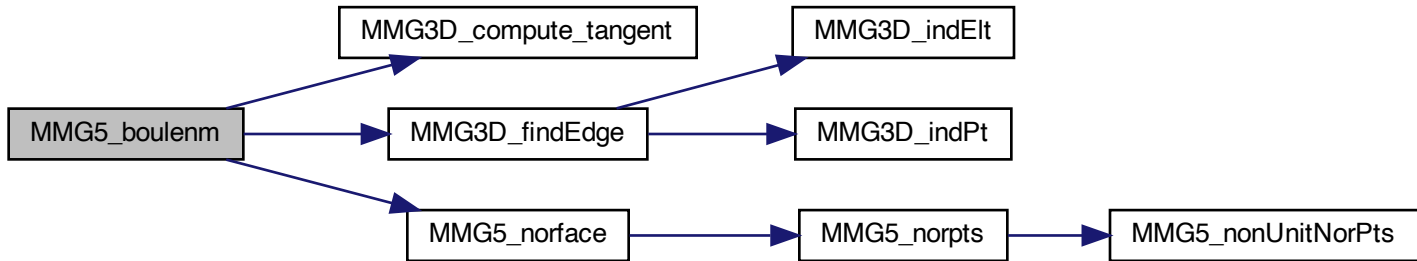 MMG3D_compute_tangent
MMG3D_indElt
MMG5_boulenm
MMG3D_findEdge
MMG3D_indPt
MMG5_norface
MMG5_norpts
MMG5_nonUnitNorPts